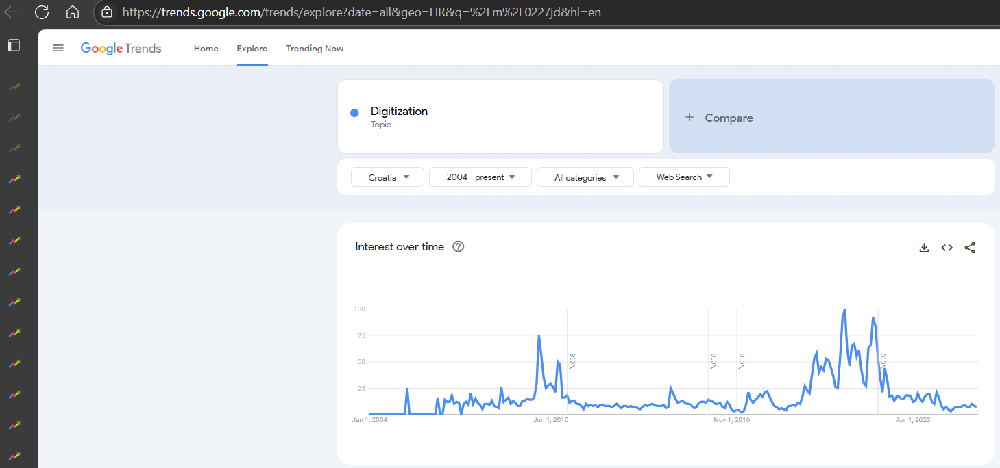 https://trends.google.com/trends/explore?date=all&geo=HR&q=%2Fm%2F0227jd&hl=en
Google Trends
Home
Explore
Trending Now
Digitization
Topic
+ Compare
Croatia
2004 - present
All categories
Web Search
Interest over time
100
75
50
25
Note
Note
Note
Note
Jan 1, 2004
Jun 1, 2010
Nov 1, 2016
Apr 1, 2023